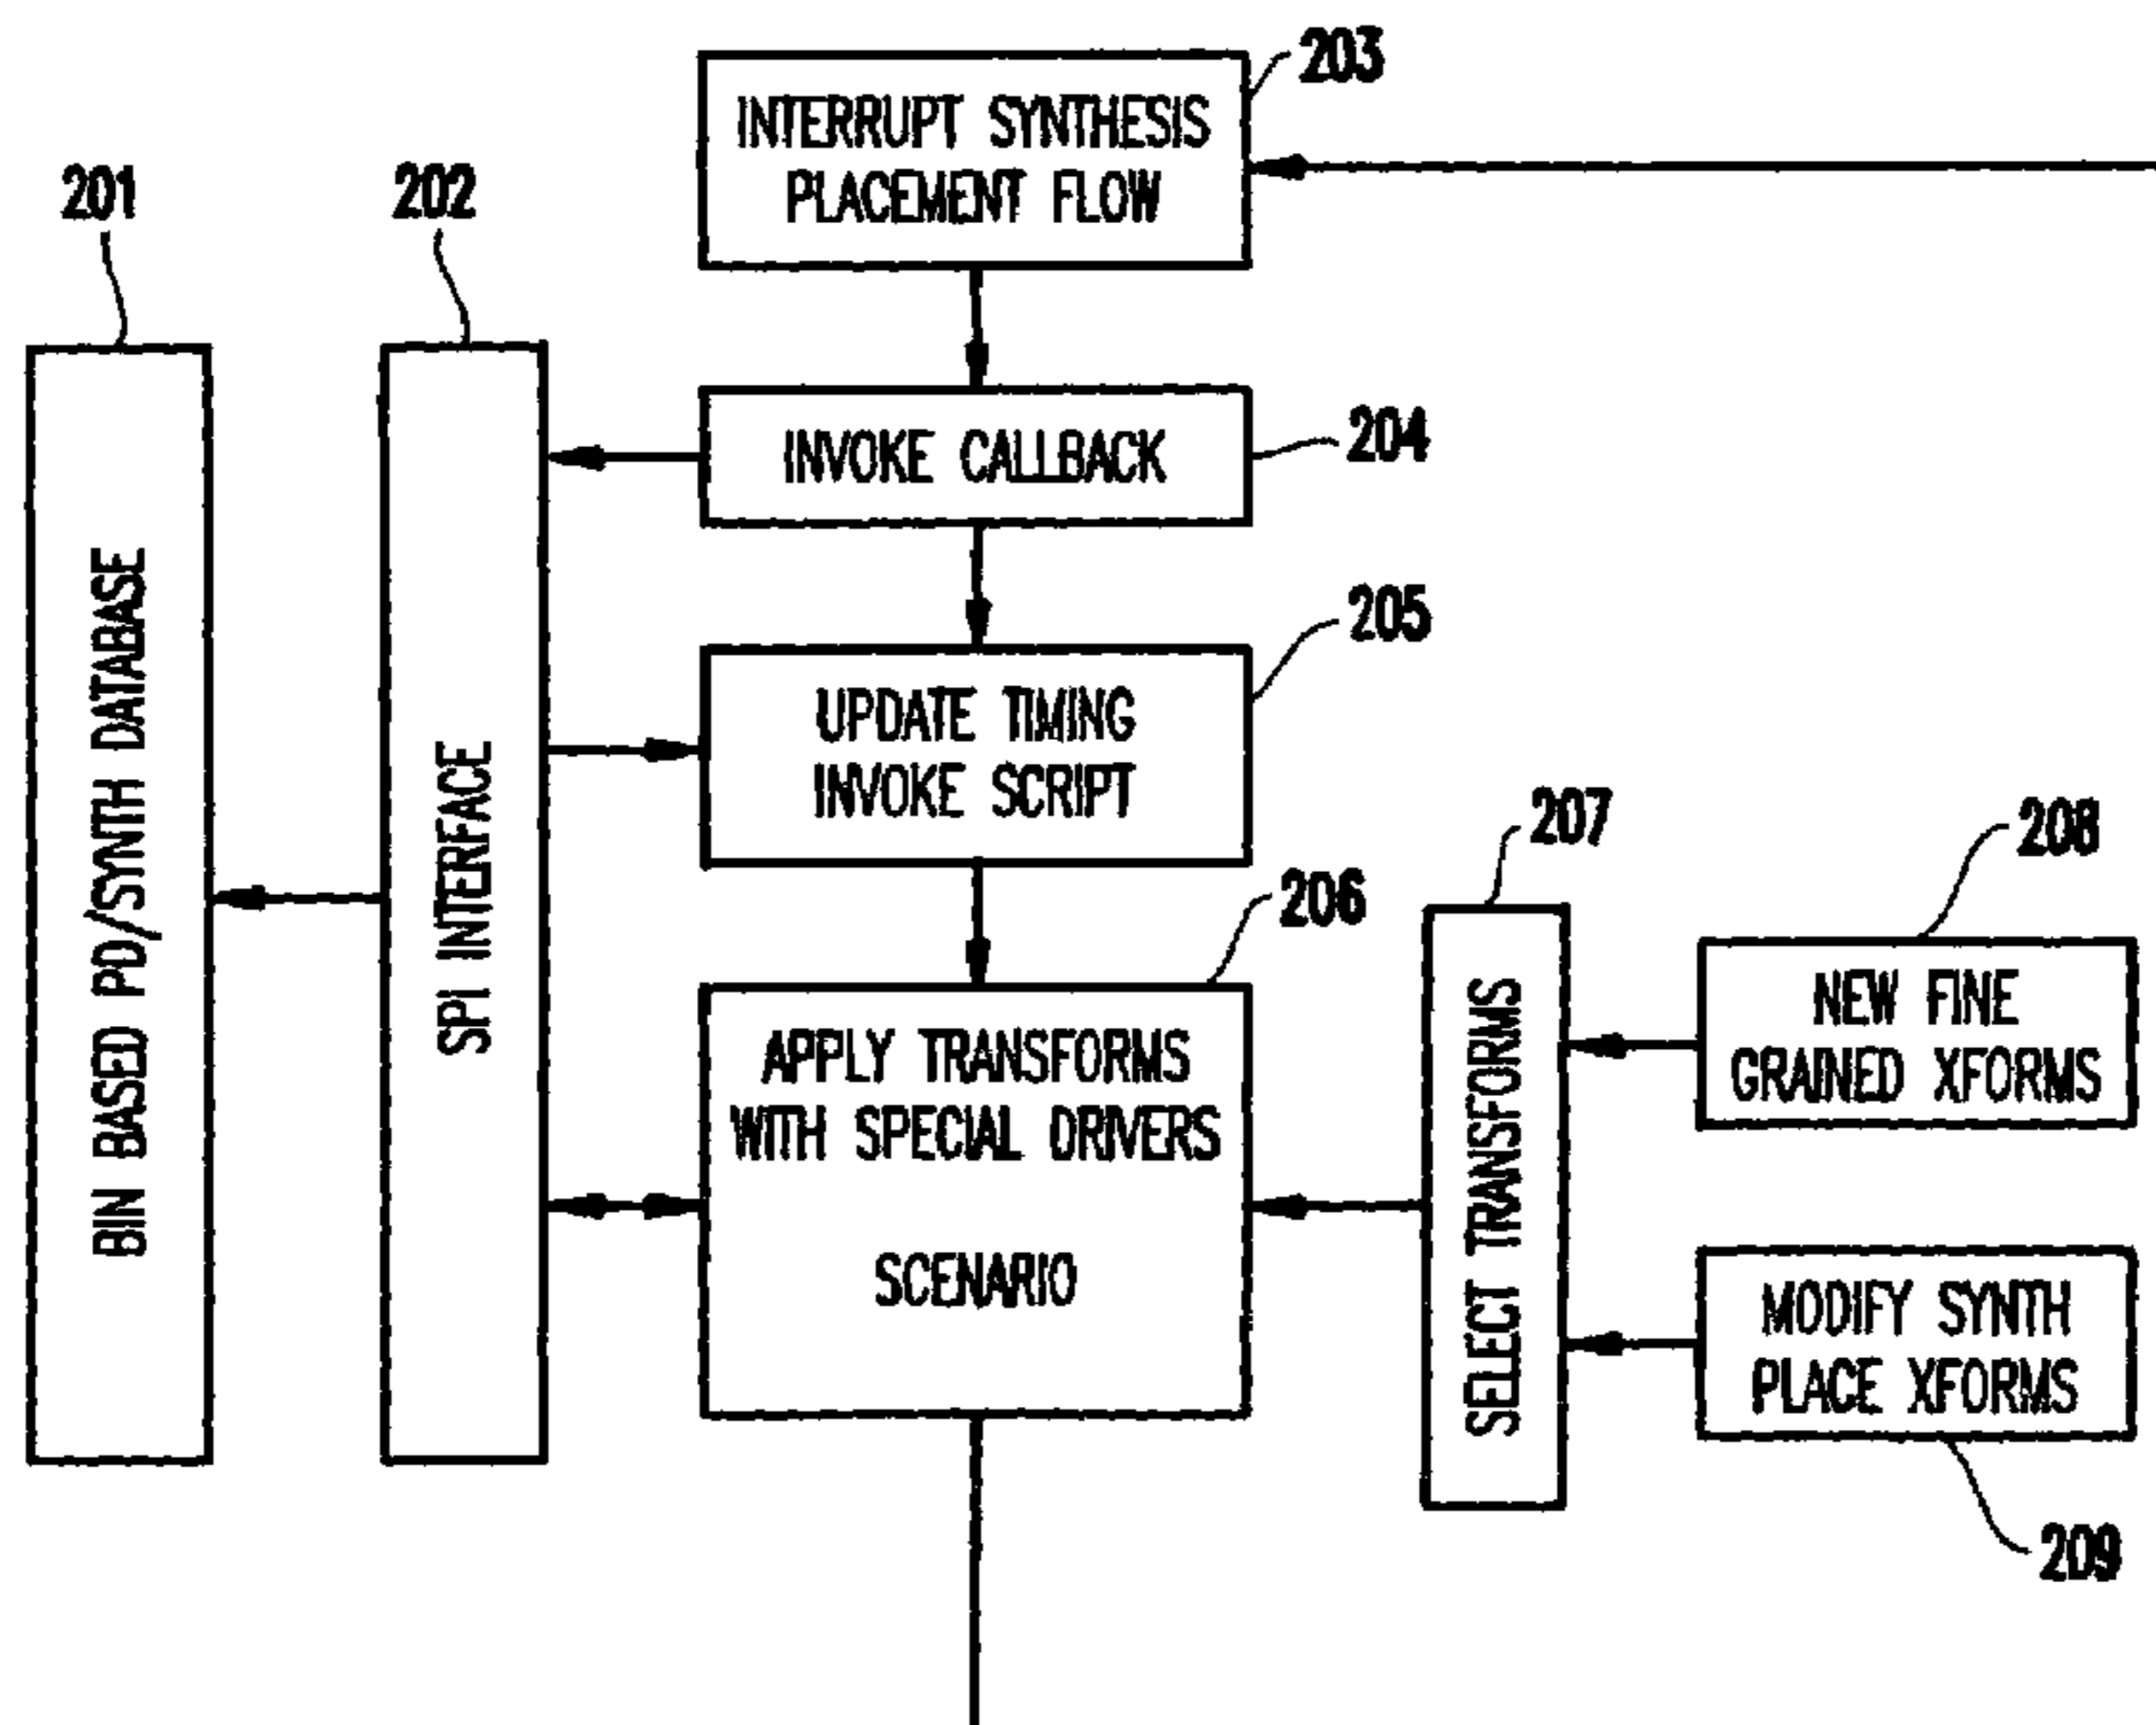 203
INTERRUPT SYNTHESIS
PLACEMENT FLOW
201
202
204
INVOKE CALLBACK
205
UPDATE TIMING
INVOKE SCRIPT
BIN BASED PD/SYNTH DATABASE
SPI INTERFACE
206
APPLY TRANSFORMS
WITH SPECIAL DRIVERS
SCENARIO
207
SELECT TRANSFORMS
208
NEW FINE
GRAINED XFORMS
MODIFY SYNTH
PLACE XFORMS
209